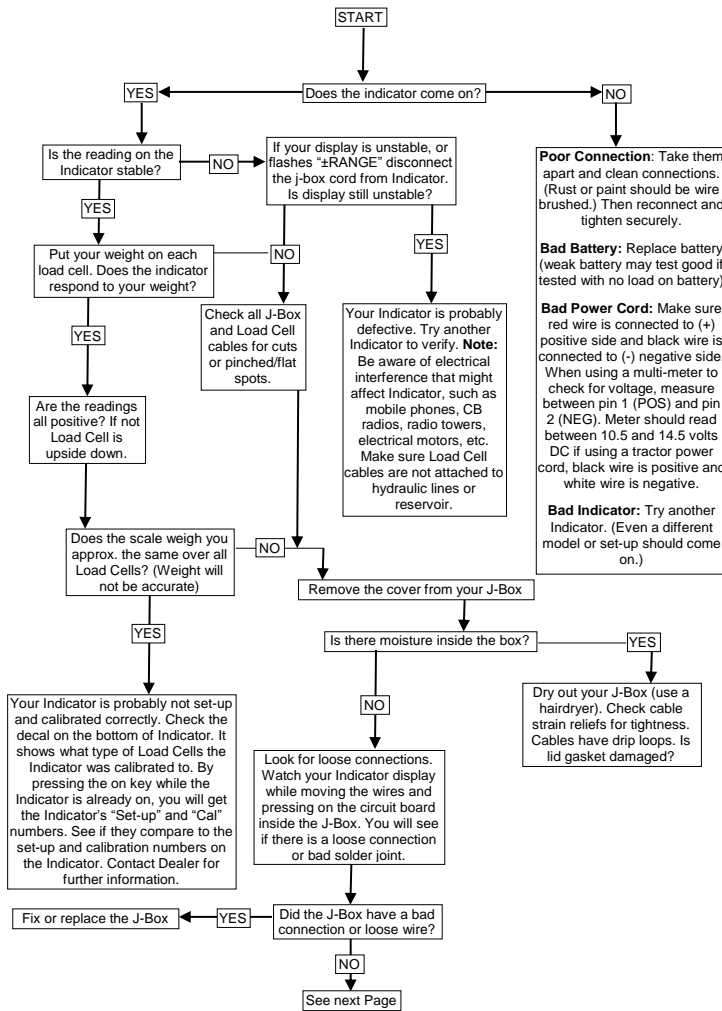 START
Does the indicator come on?
YES
NO
Is the reading on the
Indicator stable?
NO
If your display is unstable, or
flashes “±RANGE” disconnect
the j-box cord from Indicator.
Is display still unstable?
Poor Connection: Take them
apart and clean connections.
(Rust or paint should be wire
brushed.) Then reconnect and
tighten securely.
Bad Battery: Replace battery
(weak battery may test good if
tested with no load on battery)
Bad Power Cord: Make sure
red wire is connected to (+)
positive side and black wire is
connected to (-) negative side.
When using a multi-meter to
check for voltage, measure
between pin 1 (POS) and pin
2 (NEG). Meter should read
between 10.5 and 14.5 volts
DC if using a tractor power
cord, black wire is positive and
white wire is negative.
Bad Indicator: Try another
Indicator. (Even a different
model or set-up should come
on.)
YES
Put your weight on each
load cell. Does the indicator
respond to your weight?
NO
YES
Check all J-Box
and Load Cell
cables for cuts
or pinched/flat
spots.
Your Indicator is probably
defective. Try another
Indicator to verify. Note:
Be aware of electrical
interference that might
affect Indicator, such as
mobile phones, CB
radios, radio towers,
electrical motors, etc.
Make sure Load Cell
cables are not attached to
hydraulic lines or
reservoir.
YES
Are the readings
all positive? If not
Load Cell is
upside down.
Does the scale weigh you
approx. the same over all
Load Cells? (Weight will
not be accurate)
NO
Remove the cover from your J-Box
YES
Is there moisture inside the box?
YES
NO
Dry out your J-Box (use a
hairdryer). Check cable
strain reliefs for tightness.
Cables have drip loops. Is
lid gasket damaged?
Your Indicator is probably not set-up
and calibrated correctly. Check the
decal on the bottom of Indicator. It
shows what type of Load Cells the
Indicator was calibrated to. By
pressing the on key while the
Indicator is already on, you will get
the Indicator’s “Set-up” and “Cal”
numbers. See if they compare to the
set-up and calibration numbers on
the Indicator. Contact Dealer for
further information.
Look for loose connections.
Watch your Indicator display
while moving the wires and
pressing on the circuit board
inside the J-Box. You will see
if there is a loose connection
or bad solder joint.
Fix or replace the J-Box
YES
Did the J-Box have a bad
connection or loose wire?
NO
See next Page